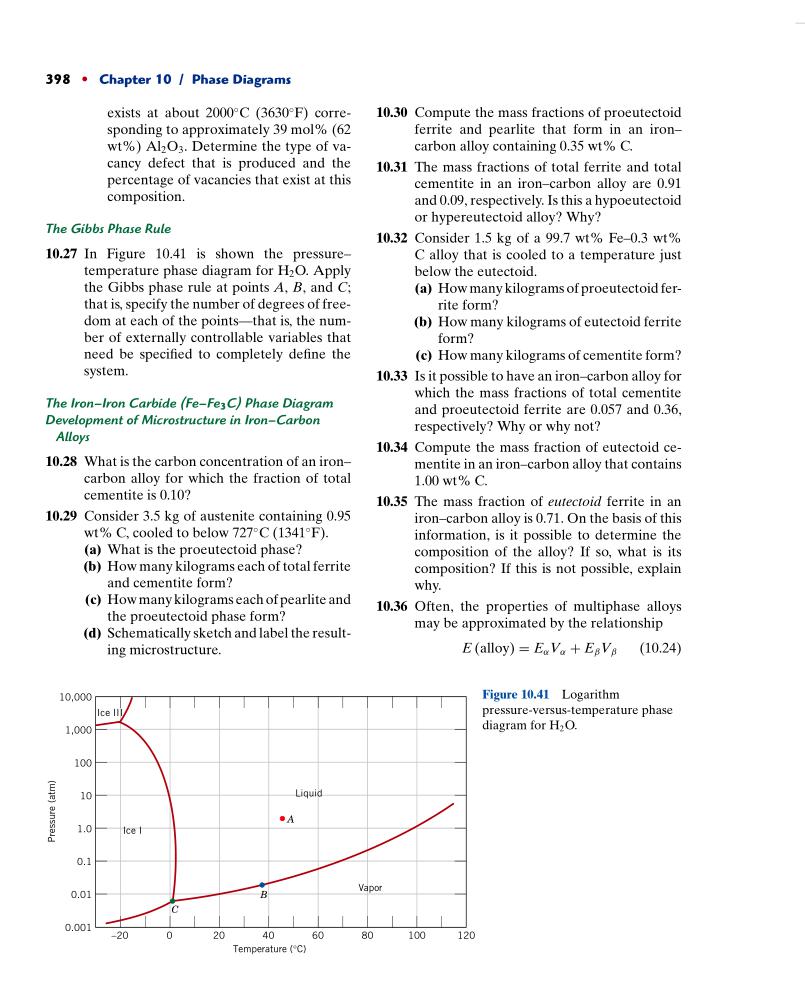 398 • Chapter 10 / Phase Diagrams
exists at about 2000°C (3630°F) corre-
sponding to approximately 39 mol% (62
wt%) Al₂O₃. Determine the type of va-
cancy defect that is produced and the
percentage of vacancies that exist at this
composition.
The Gibbs Phase Rule
10.27 In Figure 10.41 is shown the pressure–
temperature phase diagram for H₂O. Apply
the Gibbs phase rule at points A, B, and C;
that is, specify the number of degrees of free-
dom at each of the points—that is, the num-
ber of externally controllable variables that
need be specified to completely define the
system.
The Iron–Iron Carbide (Fe–Fe₃C) Phase Diagram
Development of Microstructure in Iron–Carbon
Alloys
10.28 What is the carbon concentration of an iron–
carbon alloy for which the fraction of total
cementite is 0.10?
10.29 Consider 3.5 kg of austenite containing 0.95
wt% C, cooled to below 727°C (1341°F).
(a) What is the proeutectoid phase?
(b) How many kilograms each of total ferrite
and cementite form?
(c) How many kilograms each of pearlite and
the proeutectoid phase form?
(d) Schematically sketch and label the result-
ing microstructure.
10.30 Compute the mass fractions of proeutectoid
ferrite and pearlite that form in an iron–
carbon alloy containing 0.35 wt% C.
10.31 The mass fractions of total ferrite and total
cementite in an iron–carbon alloy are 0.91
and 0.09, respectively. Is this a hypoeutectoid
or hypereutectoid alloy? Why?
10.32 Consider 1.5 kg of a 99.7 wt% Fe–0.3 wt%
C alloy that is cooled to a temperature just
below the eutectoid.
(a) How many kilograms of proeutectoid fer-
rite form?
(b) How many kilograms of eutectoid ferrite
form?
(c) How many kilograms of cementite form?
10.33 Is it possible to have an iron–carbon alloy for
which the mass fractions of total cementite
and proeutectoid ferrite are 0.057 and 0.36,
respectively? Why or why not?
10.34 Compute the mass fraction of eutectoid ce-
mentite in an iron–carbon alloy that contains
1.00 wt% C.
10.35 The mass fraction of eutectoid ferrite in an
iron–carbon alloy is 0.71. On the basis of this
information, is it possible to determine the
composition of the alloy? If so, what is its
composition? If this is not possible, explain
why.
10.36 Often, the properties of multiphase alloys
may be approximated by the relationship
E (alloy) = EαVα + EβVβ (10.24)
10,000
1,000
100
10
1.0
0.1
0.01
0.001
Pressure (atm)
Ice III
Ice I
Liquid
A
B
C
Vapor
−20 0 20 40 60 80 100 120
Temperature (°C)
Figure 10.41 Logarithm
pressure-versus-temperature phase
diagram for H₂O.